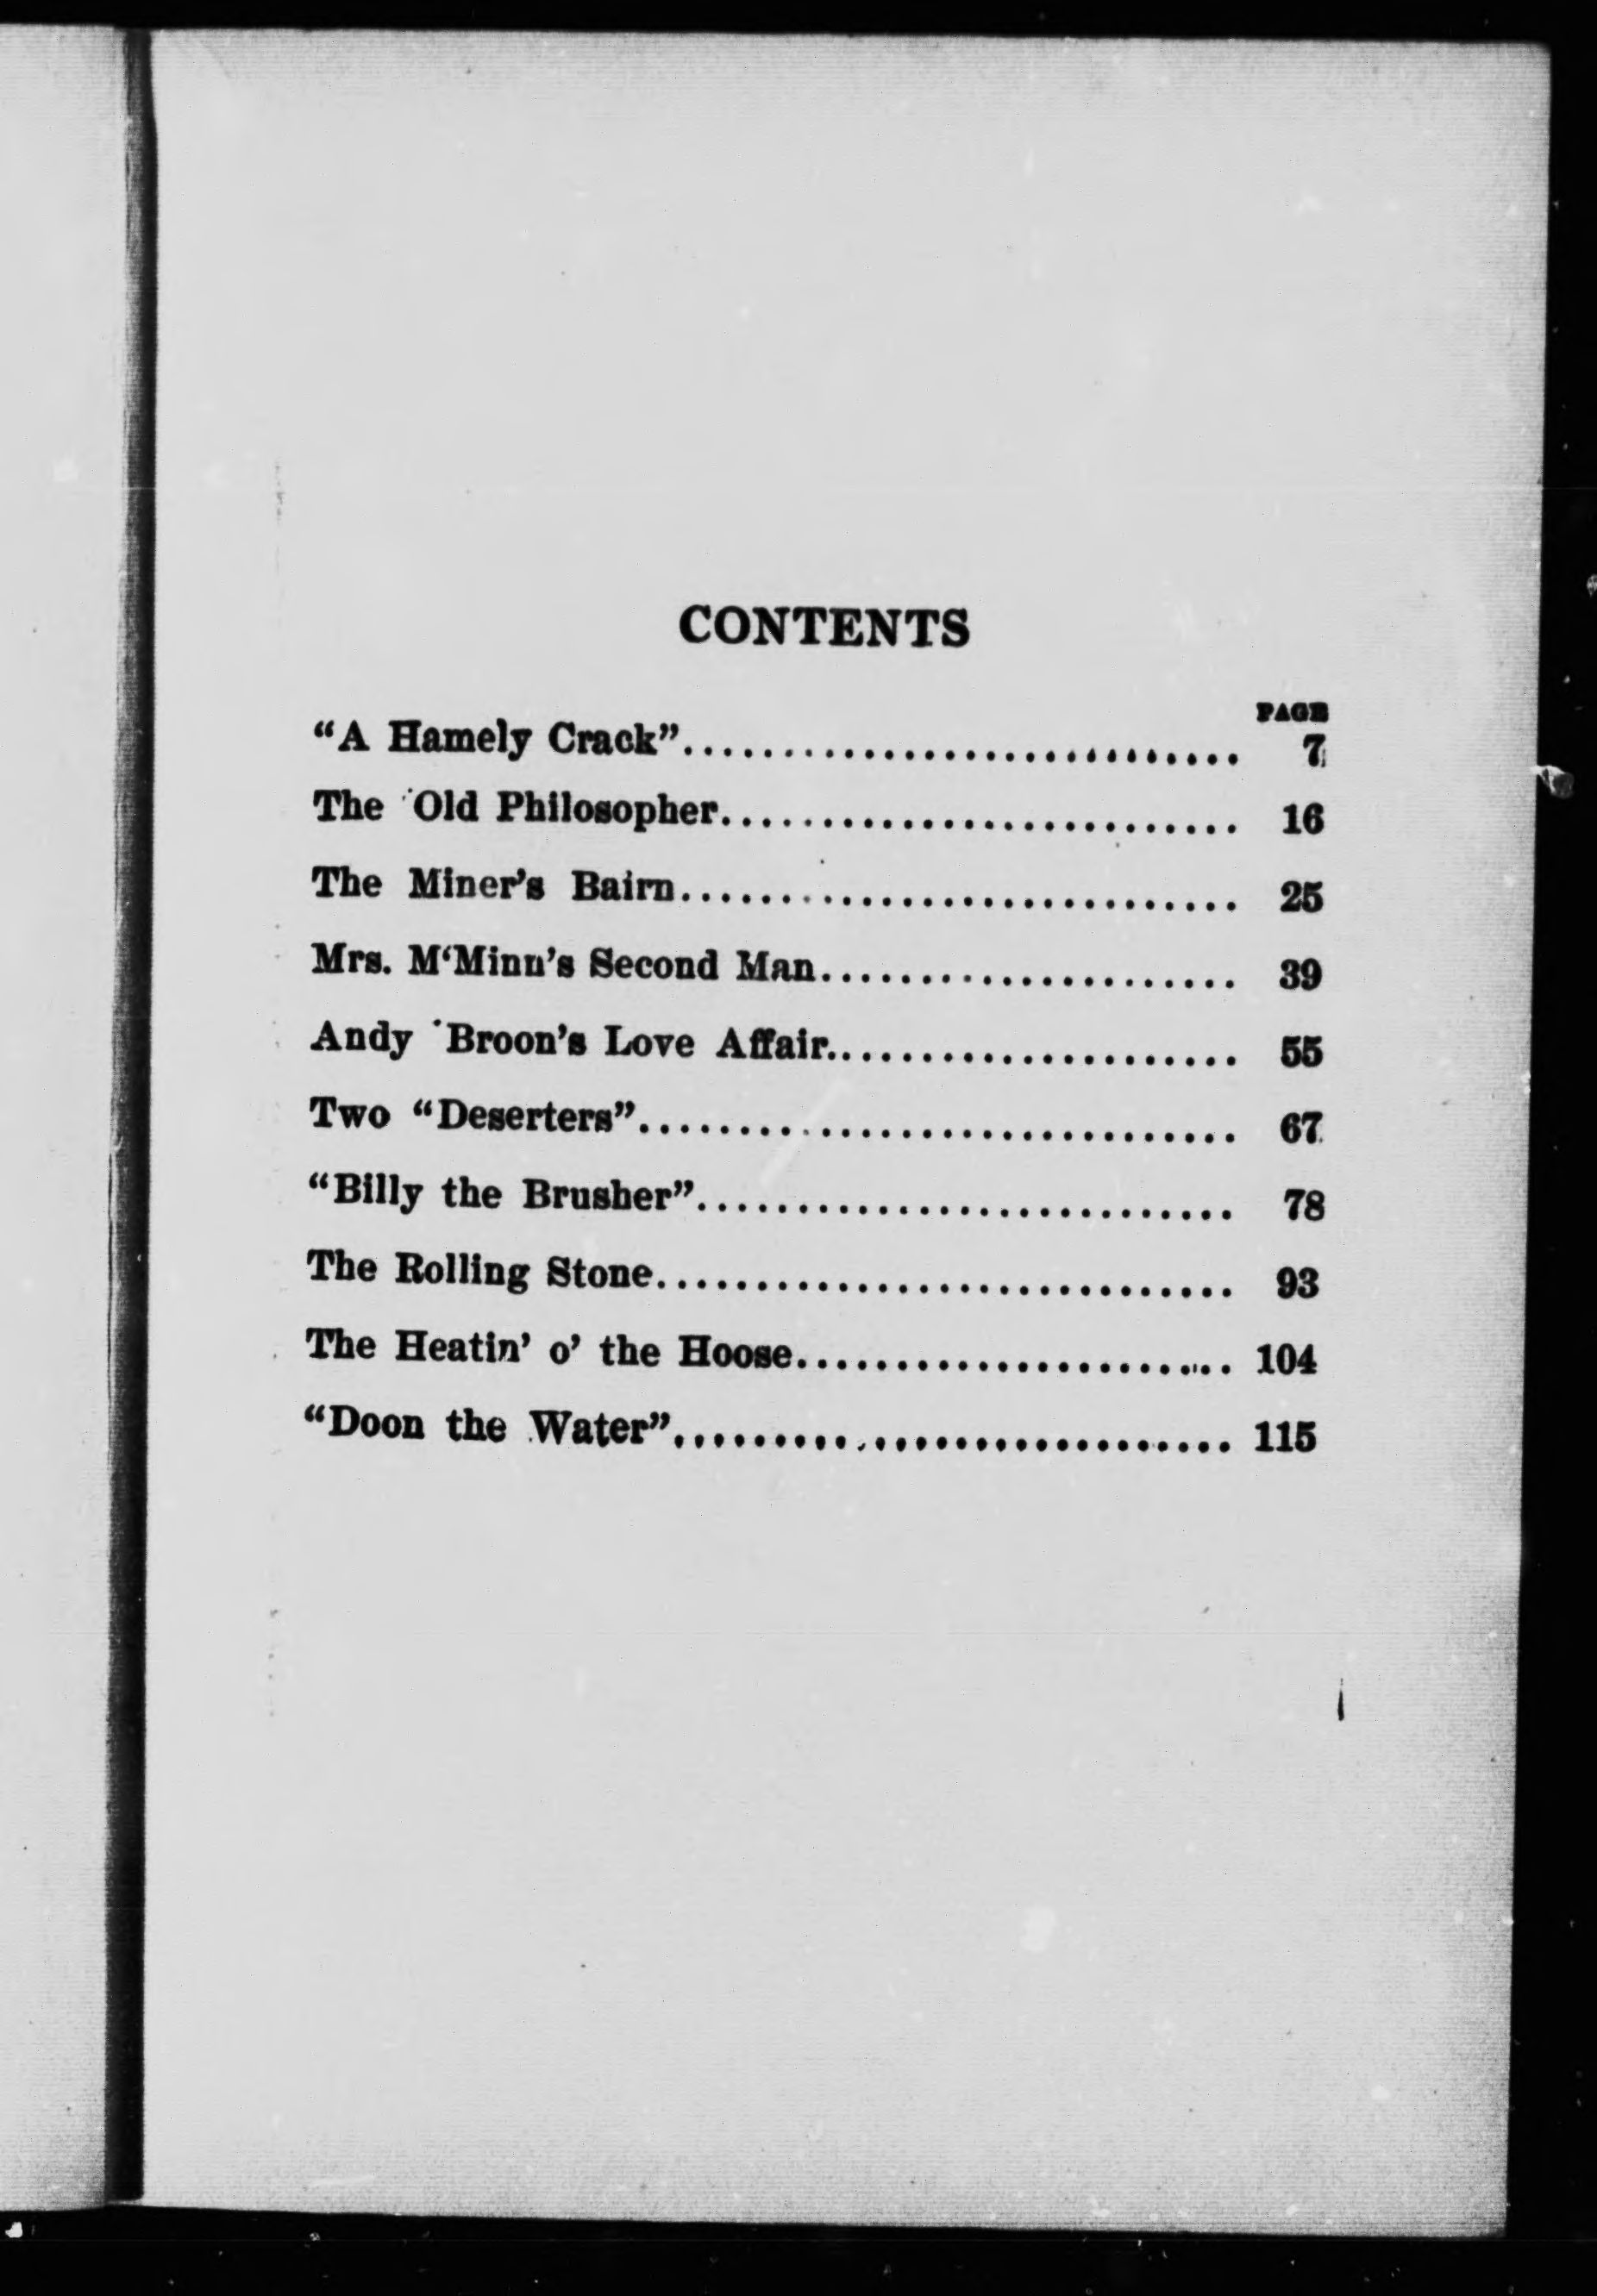 CONTENTS
PAGE
“A Hamely Crack”.............................. 7
The Old Philosopher............................ 16
The Miner’s Bairn.............................. 25
Mrs. M‘Minn’s Second Man...................... 39
Andy Broon’s Love Affair...................... 55
Two “Deserters”................................ 67
“Billy the Brusher”............................. 78
The Rolling Stone............................... 93
The Heatin’ o’ the Hoose....................... 104
“Doon the Water”.............................. 115